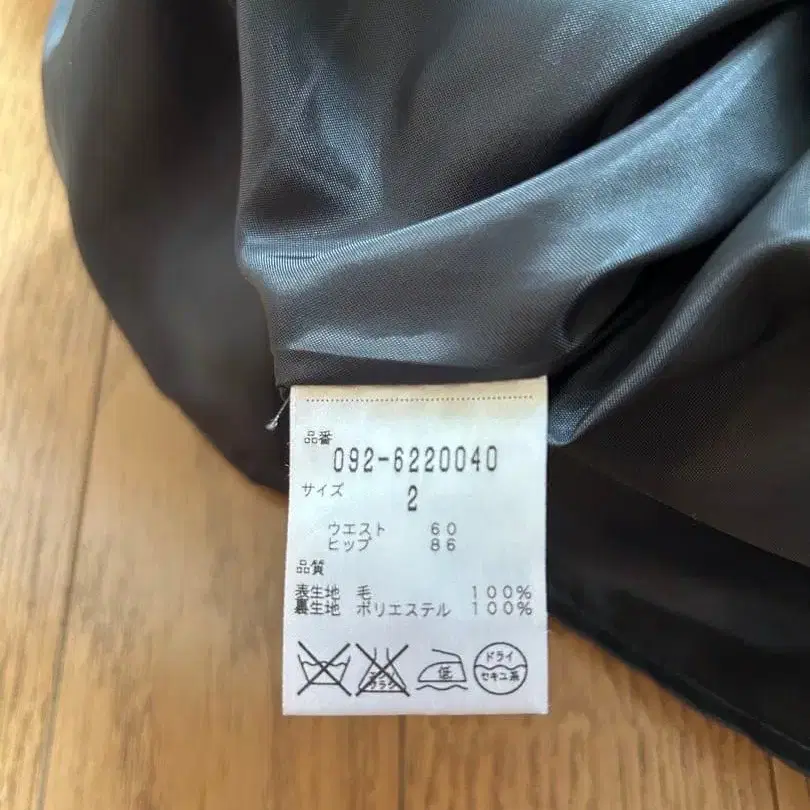 品番
092-6220040
サイズ 2
ウエスト 60
ヒップ 86
品質
表生地 毛 100%
裏生地 ポリエステル 100%
低
ドライ
セキユ系